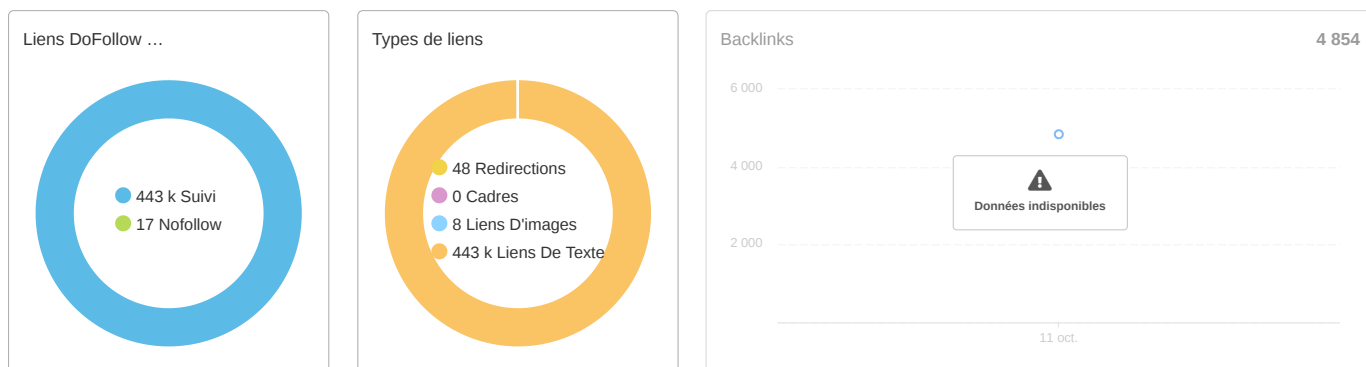 Liens DoFollow …
443 k Suivi
17 Nofollow
Types de liens
48 Redirections
0 Cadres
8 Liens D'images
443 k Liens De Texte
Backlinks
4 854
6 000
4 000
2 000
Données indisponibles
11 oct.